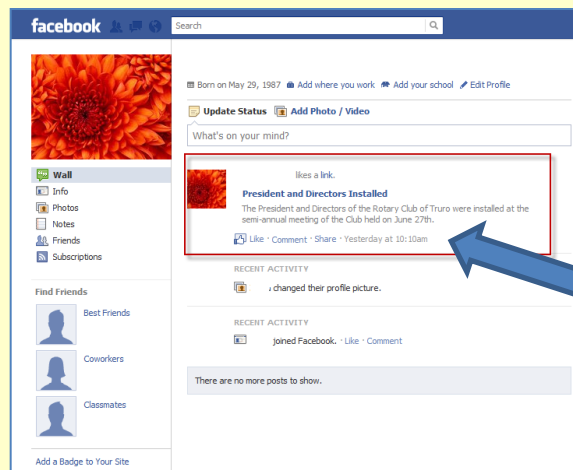 facebook
Search
Born on May 29, 1987 Add where you work Add your school Edit Profile
Update Status Add Photo / Video
What's on your mind?
Wall
Info
Photos
Notes
Friends
Subscriptions
Find Friends
Best Friends
Coworkers
Classmates
Add a Badge to Your Site
likes a link.
President and Directors Installed
The President and Directors of the Rotary Club of Truro were installed at the
semi-annual meeting of the Club held on June 27th.
Like · Comment · Share · Yesterday at 10:10am
RECENT ACTIVITY
changed their profile picture.
RECENT ACTIVITY
joined Facebook. · Like · Comment
There are no more posts to show.